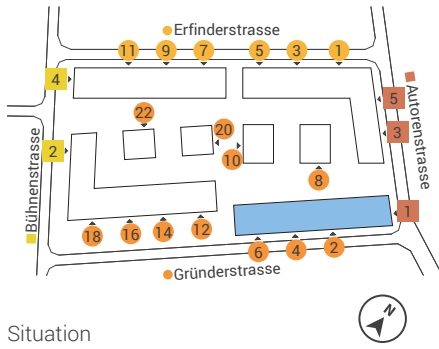 Erfinderstrasse
11 9 7 5 3 1
4 5
22 20 3
2 10
8
Bühnenstrasse
Autorenstrasse
18 16 14 12 1
6 4 2
Gründerstrasse
Situation
N